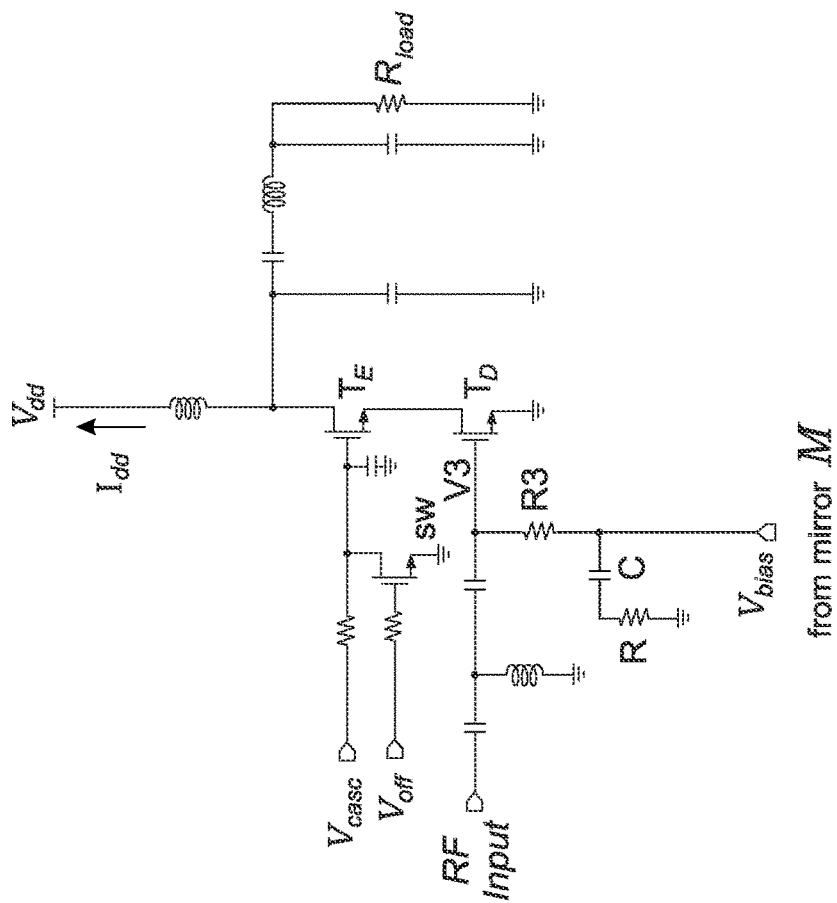 V_dd
I_dd
R_load
T_E
T_D
V3
SW
R3
C
R
V_casc
V_off
RF
Input
V_bias
from mirror M